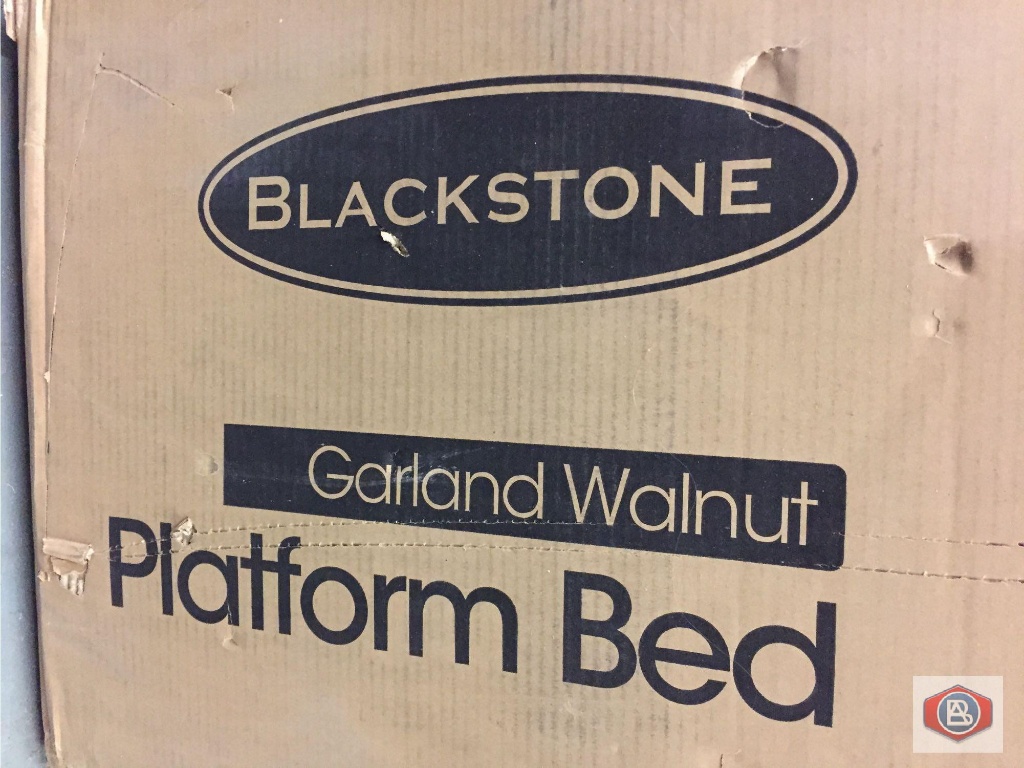 BLACKSTONE
Garland Walnut
Platform Bed